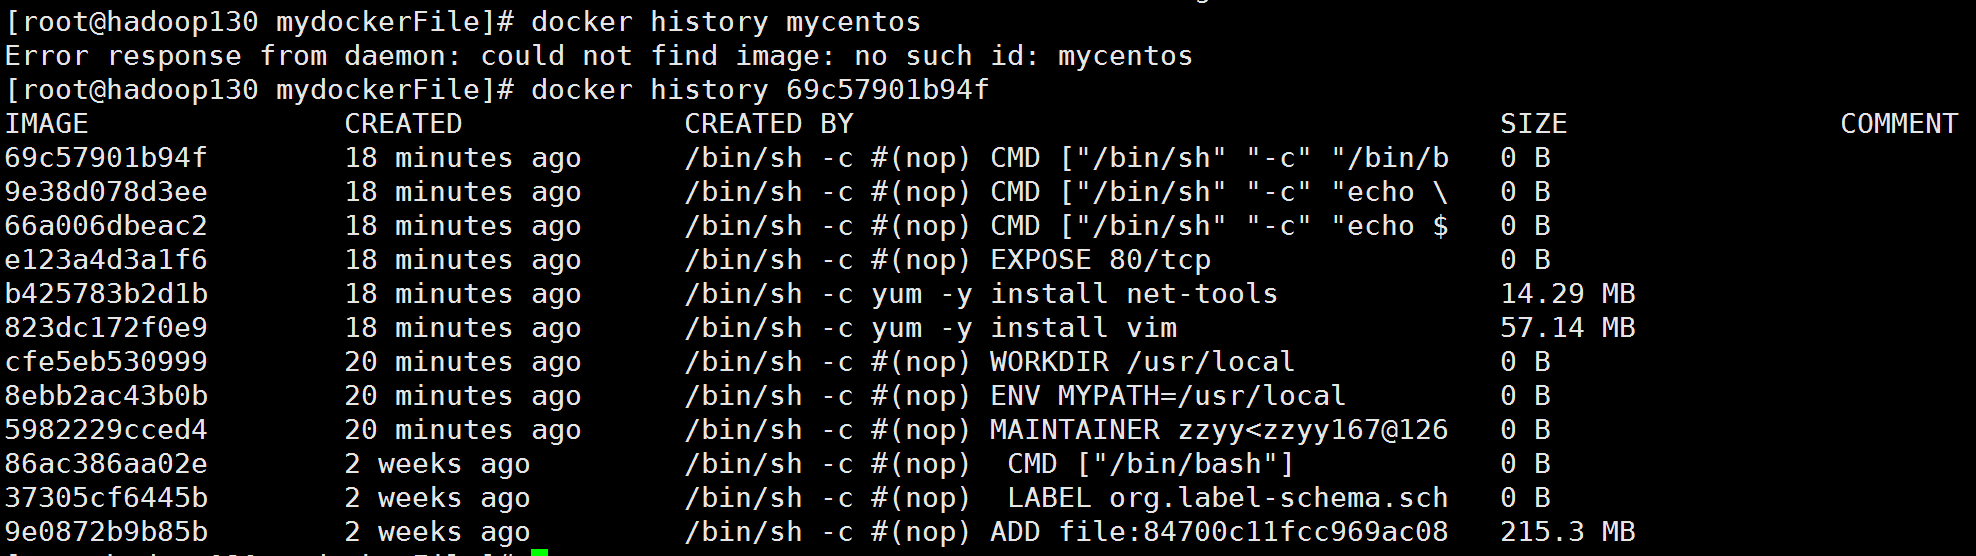 [root@hadoop130 mydockerFile]# docker history mycentos
Error response from daemon: could not find image: no such id: mycentos
[root@hadoop130 mydockerFile]# docker history 69c57901b94f
IMAGE CREATED CREATED BY SIZE COMMENT
69c57901b94f 18 minutes ago /bin/sh -c #(nop) CMD ["/bin/sh" "-c" "/bin/b 0 B
9e38d078d3ee 18 minutes ago /bin/sh -c #(nop) CMD ["/bin/sh" "-c" "echo \ 0 B
66a006dbeac2 18 minutes ago /bin/sh -c #(nop) CMD ["/bin/sh" "-c" "echo $ 0 B
e123a4d3a1f6 18 minutes ago /bin/sh -c #(nop) EXPOSE 80/tcp 0 B
b425783b2d1b 18 minutes ago /bin/sh -c yum -y install net-tools 14.29 MB
823dc172f0e9 18 minutes ago /bin/sh -c yum -y install vim 57.14 MB
cfe5eb530999 20 minutes ago /bin/sh -c #(nop) WORKDIR /usr/local 0 B
8ebb2ac43b0b 20 minutes ago /bin/sh -c #(nop) ENV MYPATH=/usr/local 0 B
5982229cced4 20 minutes ago /bin/sh -c #(nop) MAINTAINER zzyy<zzyy167@126 0 B
86ac386aa02e 2 weeks ago /bin/sh -c #(nop)  CMD ["/bin/bash"] 0 B
37305cf6445b 2 weeks ago /bin/sh -c #(nop)  LABEL org.label-schema.sch 0 B
9e0872b9b85b 2 weeks ago /bin/sh -c #(nop) ADD file:84700c11fcc969ac08 215.3 MB